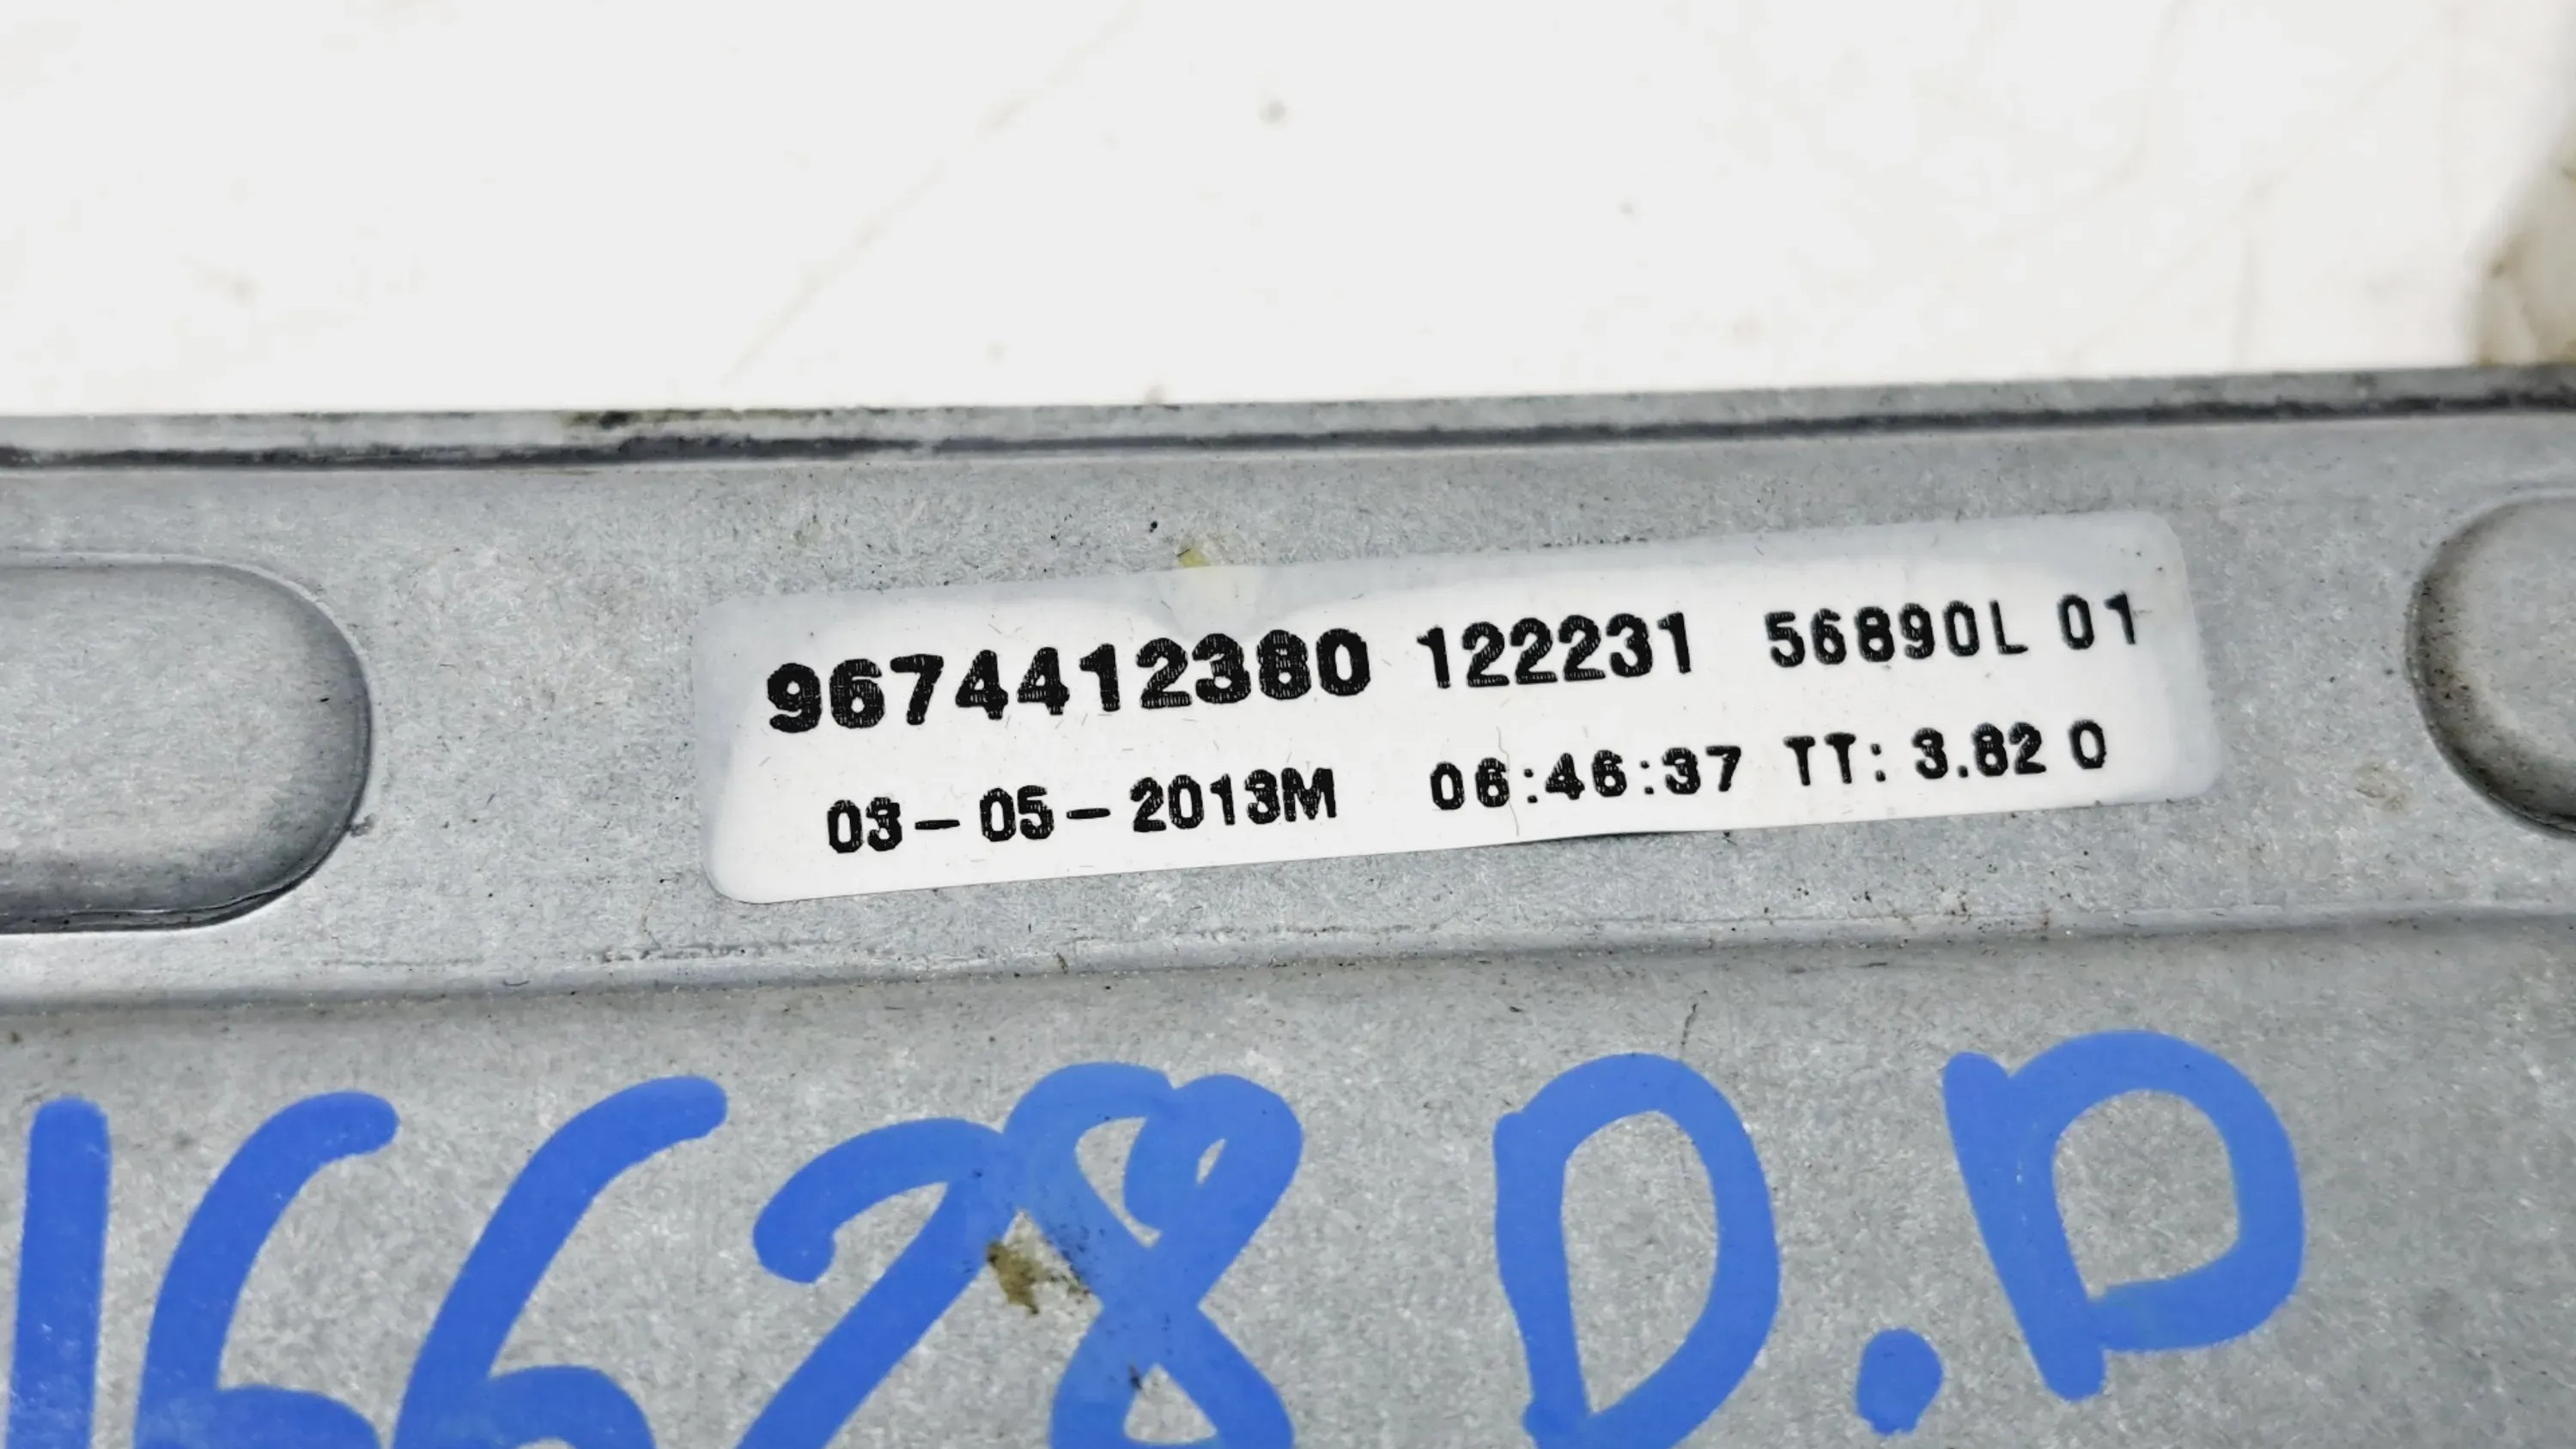 9674412380 122231 56890L 01
03-05-2013M 06:46:37 TT: 3.82 0
16628 D.D